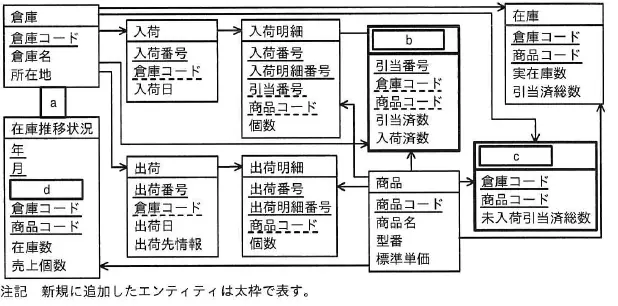 倉庫
倉庫コード
倉庫名
所在地
a
在庫推移状況
年
月
d
倉庫コード
商品コード
在庫数
売上個数
入荷
入荷番号
倉庫コード
入荷日
入荷明細
入荷番号
入荷明細番号
引当番号
商品コード
個数
b
引当番号
倉庫コード
商品コード
引当済数
入荷済数
在庫
倉庫コード
商品コード
実在庫数
引当済総数
出荷
出荷番号
倉庫コード
出荷日
出荷先情報
出荷明細
出荷番号
出荷明細番号
商品コード
個数
商品
商品コード
商品名
型番
標準単価
c
倉庫コード
商品コード
未入荷引当済総数
注記　新規に追加したエンティティは太枠で表す。